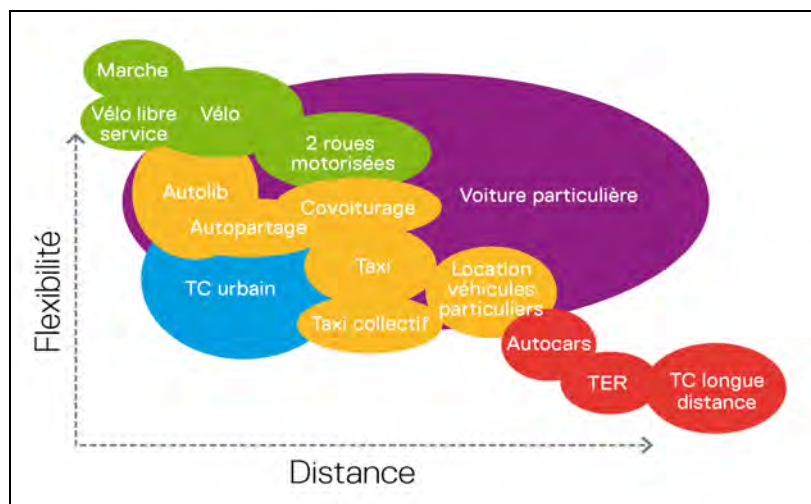 Marche
Vélo libre
service
Vélo
2 roues
motorisées
Autolib
Autopartage
Covoiturage
Voiture particulière
TC urbain
Taxi
Location
véhicules
particuliers
Taxi collectif
Autocars
TER
TC longue
distance
Flexibilité
Distance